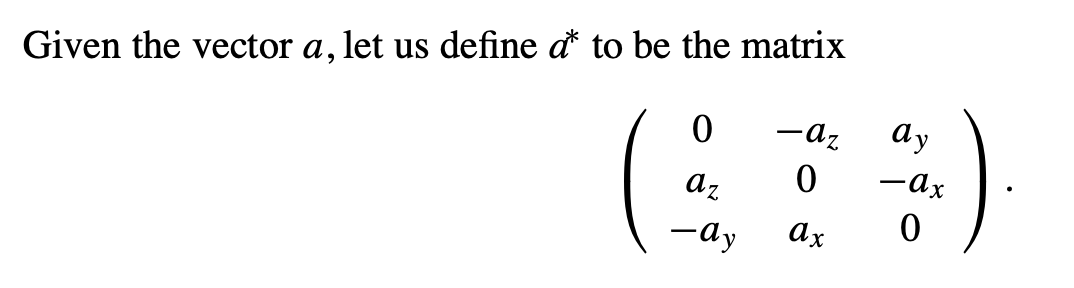 Given the vector a, let us define a* to be the matrix
( 0 −a_z a_y
a_z 0 −a_x
−a_y a_x 0 ) .